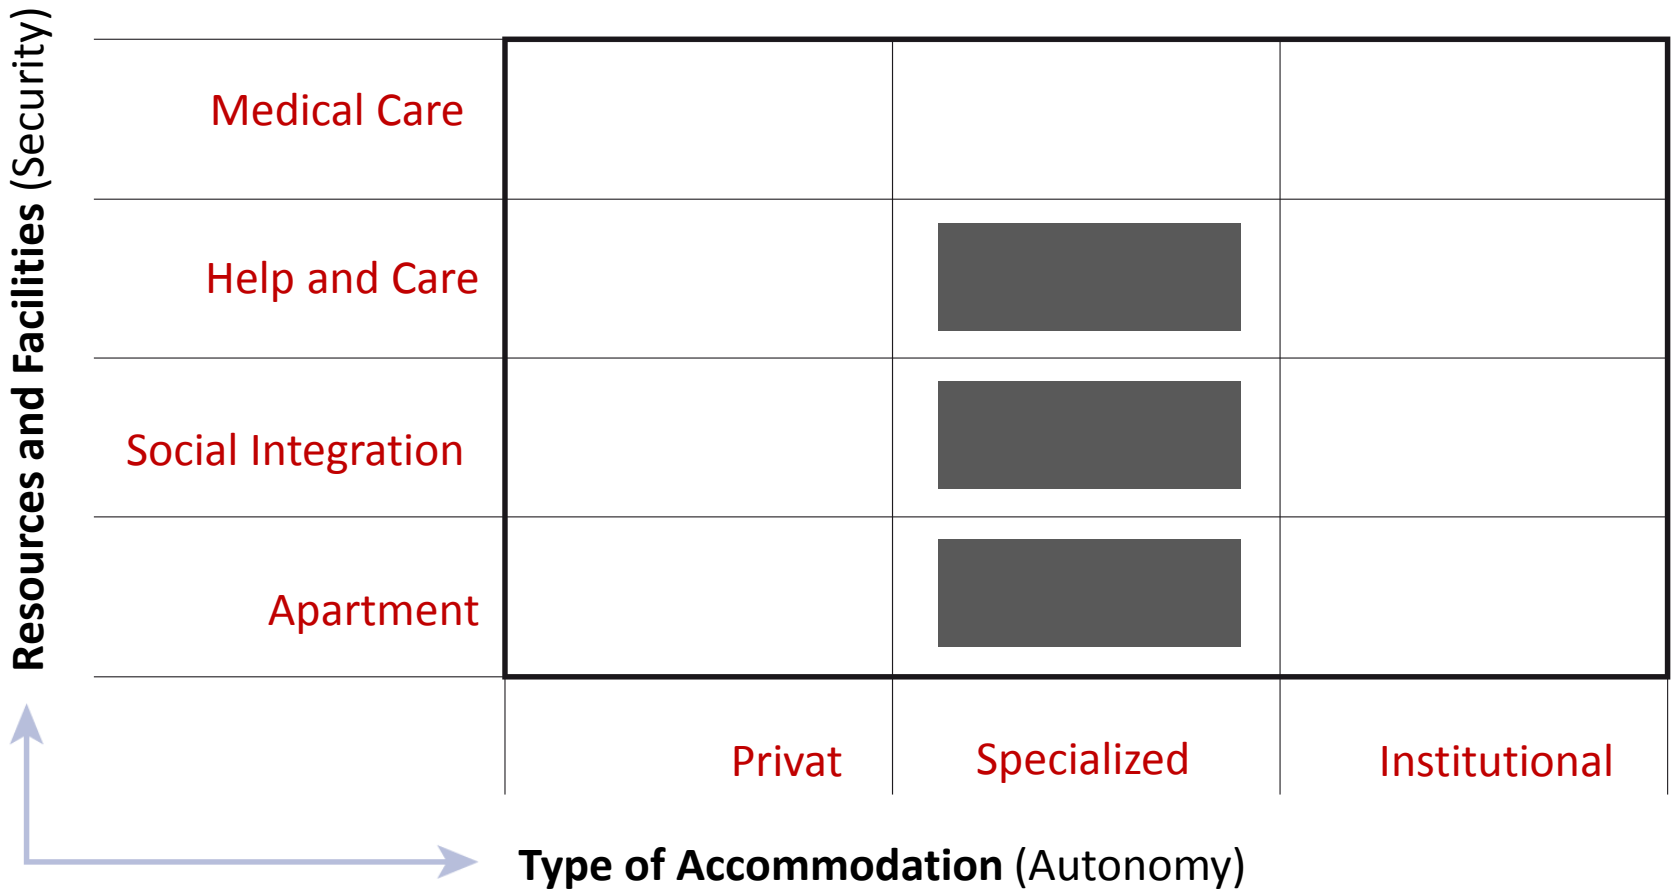 Resources and Facilities (Security)
Medical Care
Help and Care
Social Integration
Apartment
Privat
Specialized
Institutional
Type of Accommodation (Autonomy)